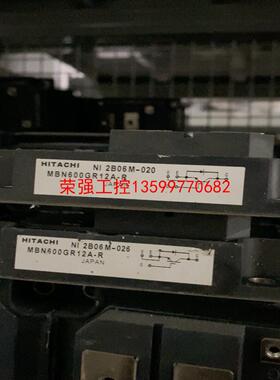 HITACHI NI 2B06M-020
MBN600GR12A-R
荣强工控13599770682
HITACHI NI 2B06M-026
MBN600GR12A-R
JAPAN